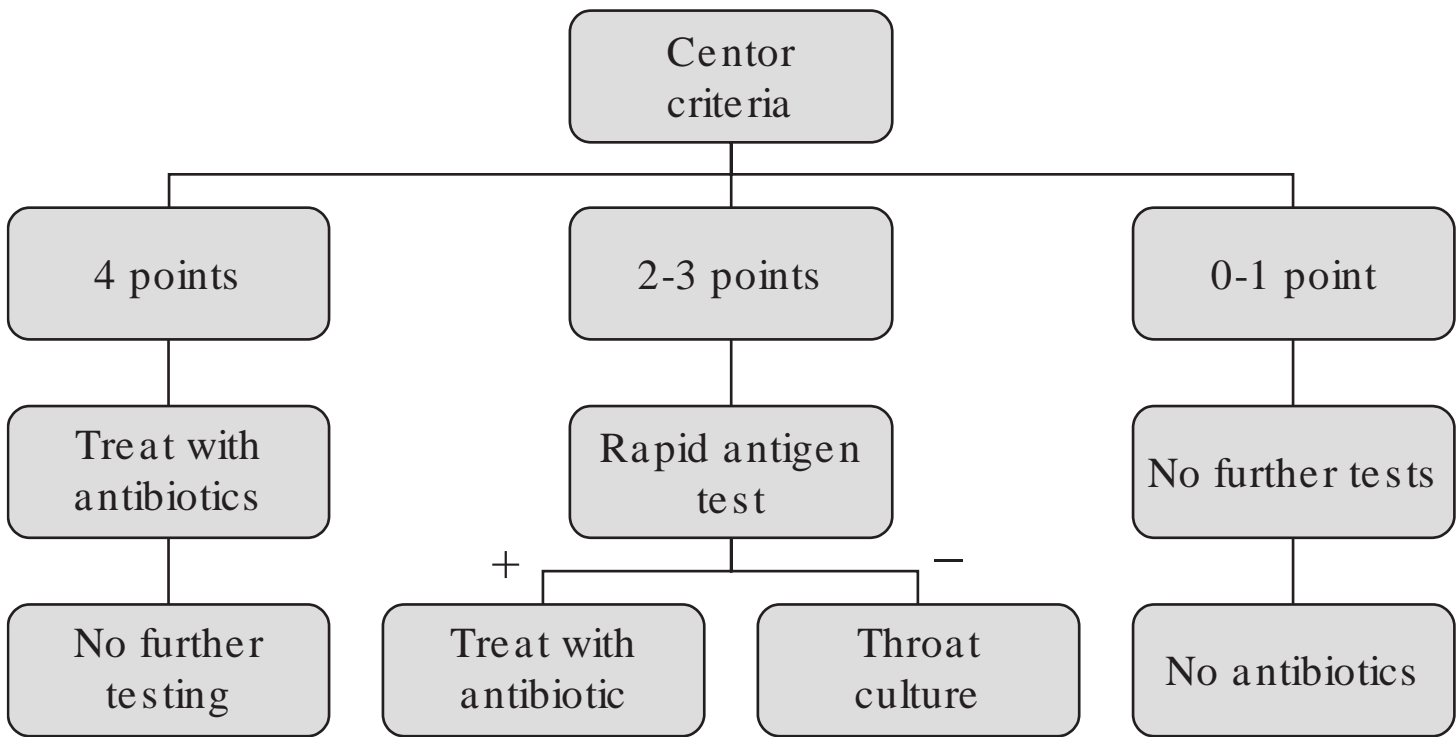 Centor
criteria
4 points
2-3 points
0-1 point
Treat with
antibiotics
Rapid antigen
test
No further tests
+
−
No further
testing
Treat with
antibiotic
Throat
culture
No antibiotics